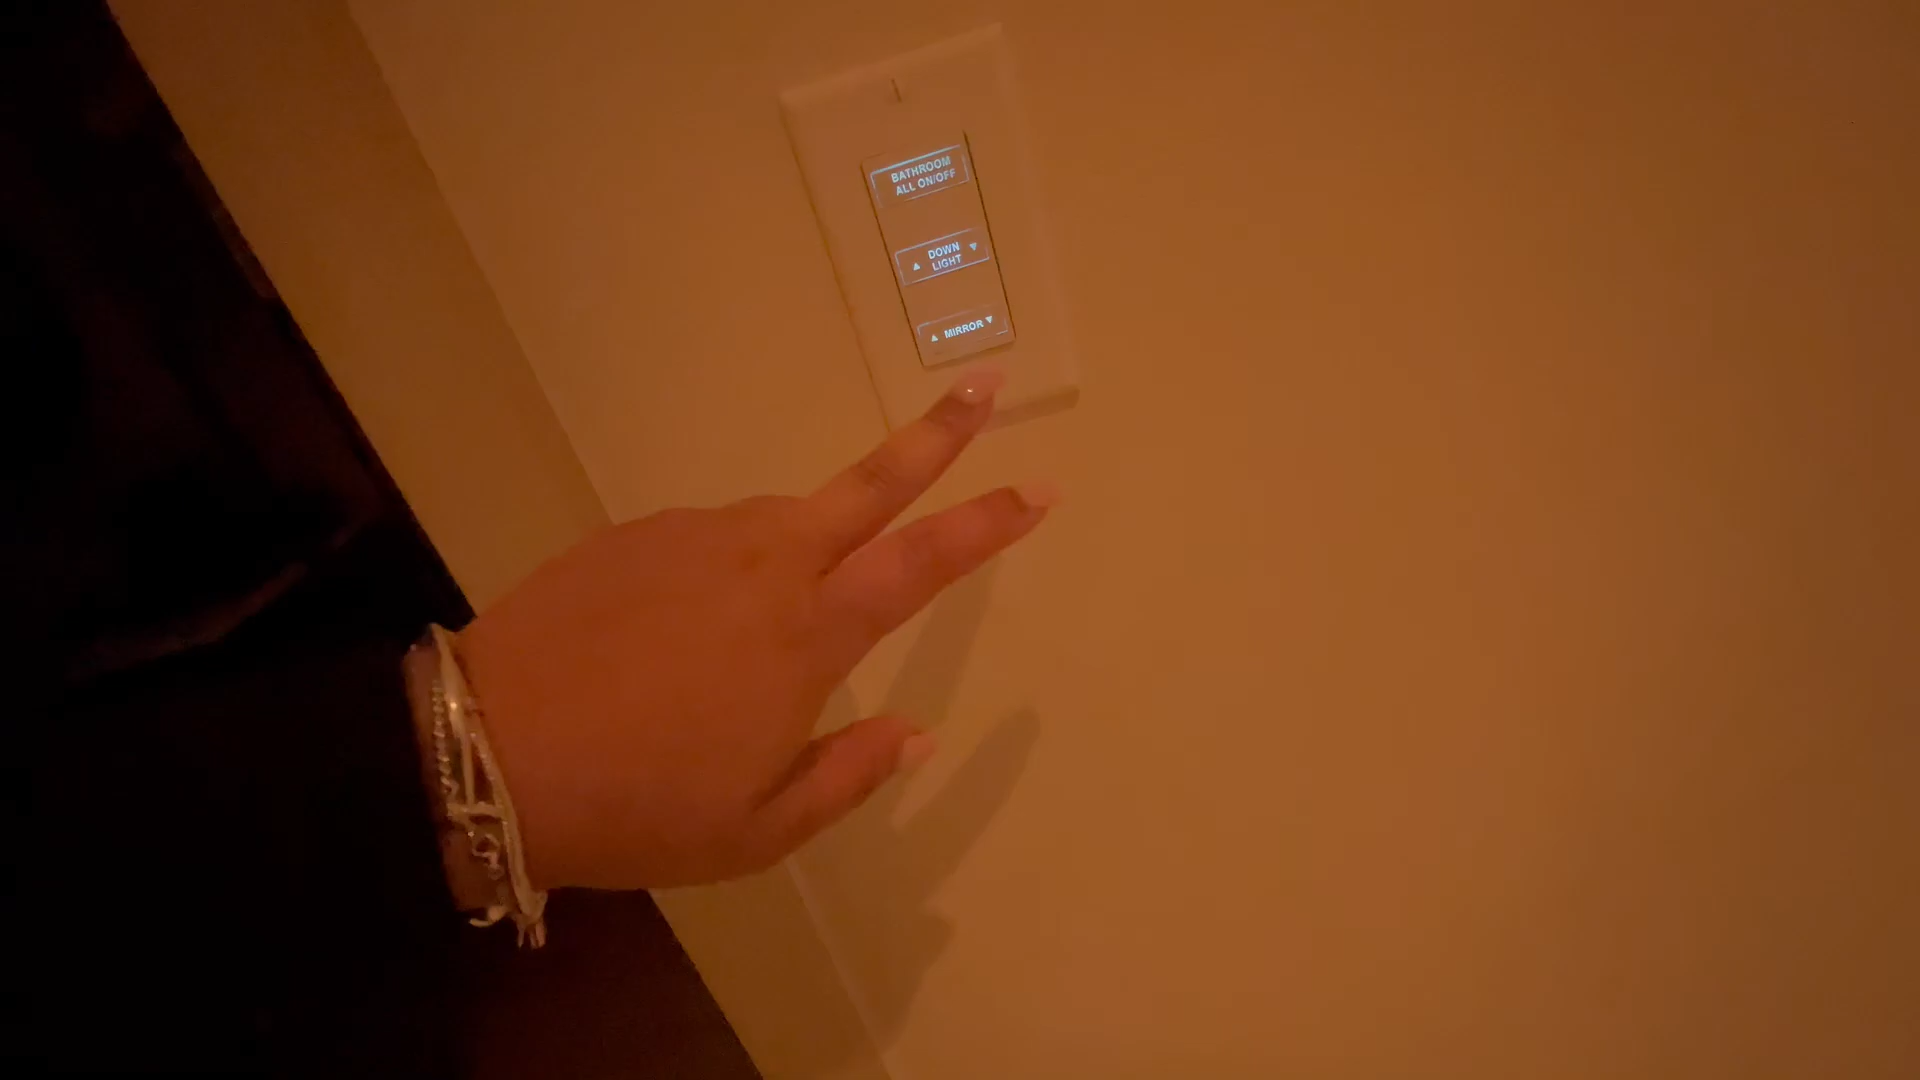 BATHROOM
ALL ON/OFF
▲ DOWN ▼
LIGHT
▲ MIRROR ▼